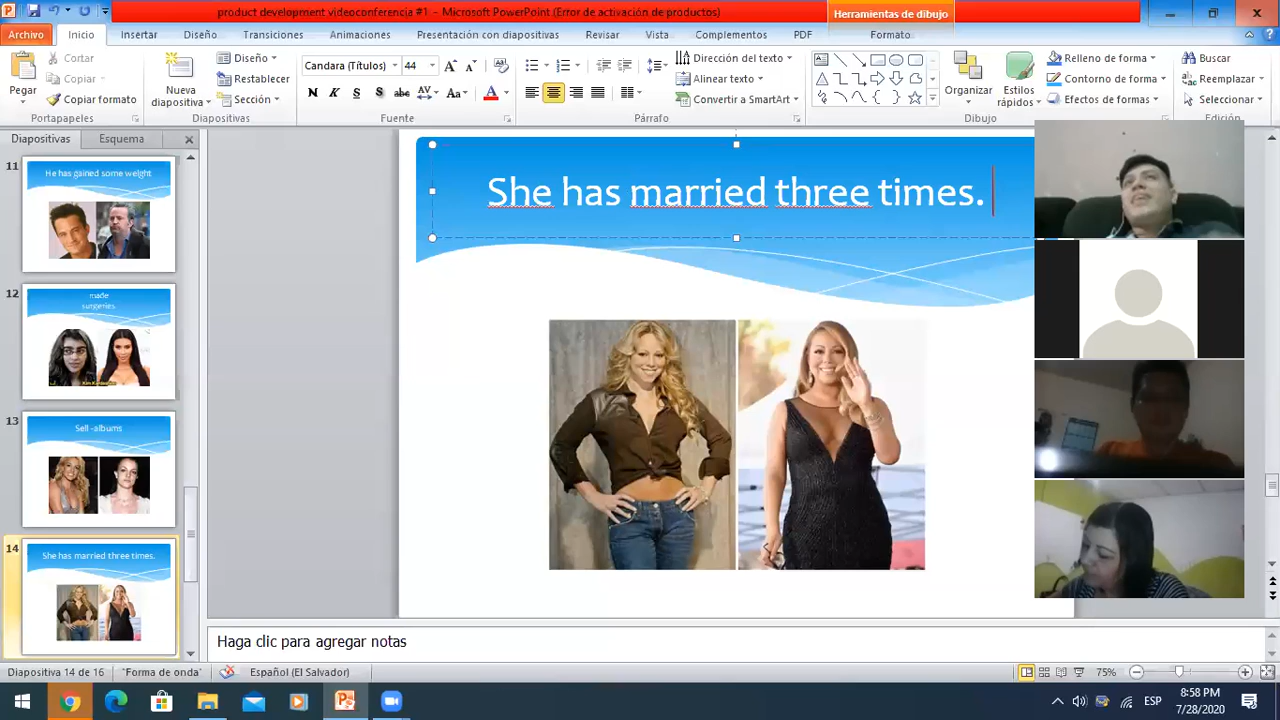 product development videoconferencia #1 - Microsoft PowerPoint (Error de activación de productos)
Herramientas de dibujo
Archivo
Inicio
Insertar
Diseño
Transiciones
Animaciones
Presentación con diapositivas
Revisar
Vista
Complementos
PDF
Formato
Pegar
Cortar
Copiar
Copiar formato
Portapapeles
Nueva diapositiva
Diseño
Restablecer
Sección
Diapositivas
Candara (Títulos)
44
N K S S abc AV Aa A
Fuente
Dirección del texto
Alinear texto
Convertir a SmartArt
Párrafo
Organizar
Estilos rápidos
Relleno de forma
Contorno de forma
Efectos de formas
Dibujo
Buscar
Reemplazar
Seleccionar
Edición
Diapositivas
Esquema
11
He has gained some weight
12
made
surgeries
13
Sell -albums
14
She has married three times.
She has married three times.
Haga clic para agregar notas
Diapositiva 14 de 16
"Forma de onda"
Español (El Salvador)
75%
ESP
8:58 PM
7/28/2020